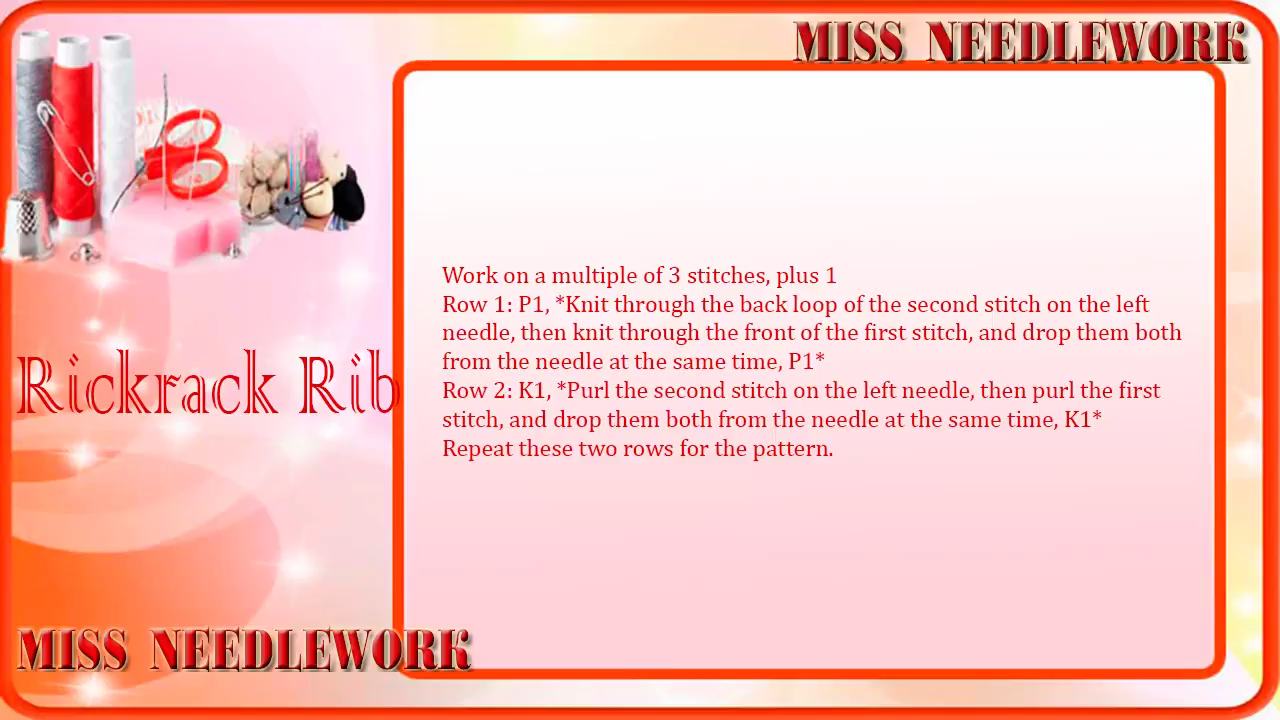 MISS NEEDLEWORK
Work on a multiple of 3 stitches, plus 1
Row 1: P1, *Knit through the back loop of the second stitch on the left
needle, then knit through the front of the first stitch, and drop them both
from the needle at the same time, P1*
Row 2: K1, *Purl the second stitch on the left needle, then purl the first
stitch, and drop them both from the needle at the same time, K1*
Repeat these two rows for the pattern.
Rickrack Rib
MISS NEEDLEWORK